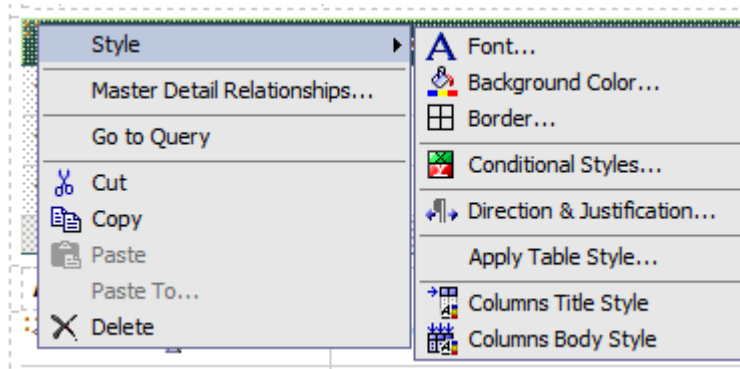 Style
Master Detail Relationships...
Go to Query
Cut
Copy
Paste
Paste To...
Delete
Font...
Background Color...
Border...
Conditional Styles...
Direction & Justification...
Apply Table Style...
Columns Title Style
Columns Body Style